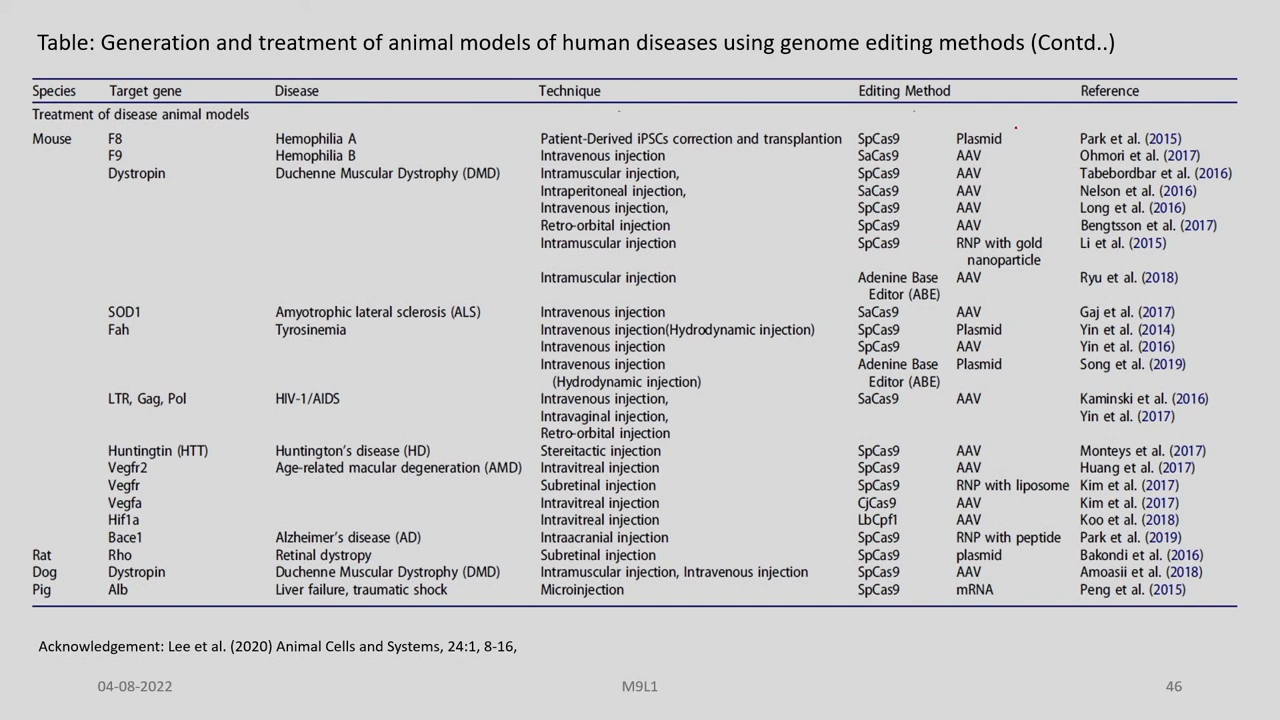 Table: Generation and treatment of animal models of human diseases using genome editing methods (Contd..)
Species Target gene Disease Technique Editing Method Reference
Treatment of disease animal models
Mouse F8 Hemophilia A Patient-Derived iPSCs correction and transplantion SpCas9 Plasmid Park et al. (2015)
F9 Hemophilia B Intravenous injection SaCas9 AAV Ohmori et al. (2017)
Dystropin Duchenne Muscular Dystrophy (DMD) Intramuscular injection, SpCas9 AAV Tabebordbar et al. (2016)
Intraperitoneal injection, SaCas9 AAV Nelson et al. (2016)
Intravenous injection, SpCas9 AAV Long et al. (2016)
Retro-orbital injection SpCas9 AAV Bengtsson et al. (2017)
Intramuscular injection SpCas9 RNP with gold Li et al. (2015)
nanoparticle
Intramuscular injection Adenine Base AAV Ryu et al. (2018)
Editor (ABE)
SOD1 Amyotrophic lateral sclerosis (ALS) Intravenous injection SaCas9 AAV Gaj et al. (2017)
Fah Tyrosinemia Intravenous injection(Hydrodynamic injection) SpCas9 Plasmid Yin et al. (2014)
Intravenous injection SpCas9 AAV Yin et al. (2016)
Intravenous injection Adenine Base Plasmid Song et al. (2019)
(Hydrodynamic injection) Editor (ABE)
LTR, Gag, Pol HIV-1/AIDS Intravenous injection, SaCas9 AAV Kaminski et al. (2016)
Intravaginal injection, Yin et al. (2017)
Retro-orbital injection
Huntingtin (HTT) Huntington's disease (HD) Stereitactic injection SpCas9 AAV Monteys et al. (2017)
Vegfr2 Age-related macular degeneration (AMD) Intravitreal injection SpCas9 AAV Huang et al. (2017)
Vegfr Subretinal injection SpCas9 RNP with liposome Kim et al. (2017)
Vegfa Intravitreal injection CjCas9 AAV Kim et al. (2017)
Hif1a Intravitreal injection LbCpf1 AAV Koo et al. (2018)
Bace1 Alzheimer's disease (AD) Intraacranial injection SpCas9 RNP with peptide Park et al. (2019)
Rat Rho Retinal dystropy Subretinal injection SpCas9 plasmid Bakondi et al. (2016)
Dog Dystropin Duchenne Muscular Dystrophy (DMD) Intramuscular injection, Intravenous injection SpCas9 AAV Amoasii et al. (2018)
Pig Alb Liver failure, traumatic shock Microinjection SpCas9 mRNA Peng et al. (2015)
Acknowledgement: Lee et al. (2020) Animal Cells and Systems, 24:1, 8-16,
04-08-2022 M9L1 46